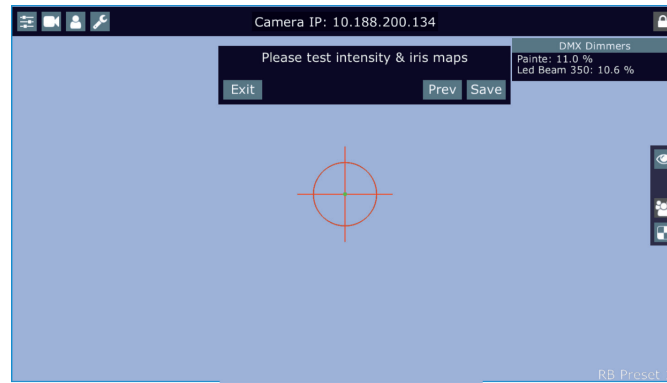 Camera IP: 10.188.200.134
Please test intensity & iris maps
Exit
Prev
Save
DMX Dimmers
Painte: 11.0 %
Led Beam 350: 10.6 %
RB Preset